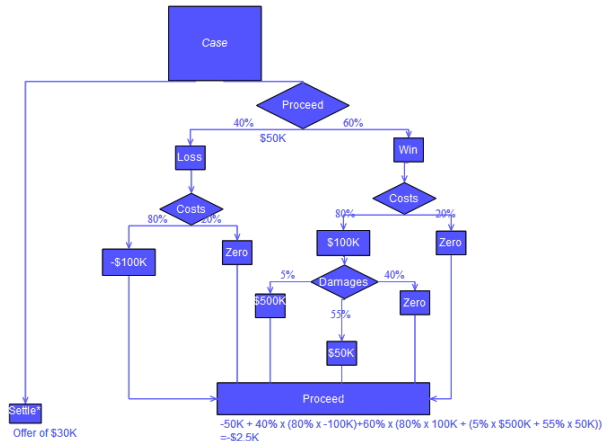 Case
Proceed
40%
60%
$50K
Loss
Win
Costs
Costs
80%
20%
80%
20%
-$100K
Zero
$100K
Zero
5%
Damages
40%
$500K
Zero
55%
$50K
Proceed
Settle*
Offer of $30K
-50K + 40% x (80% x -100K)+60% x (80% x 100K + (5% x $500K + 55% x 50K))
=-$2.5K